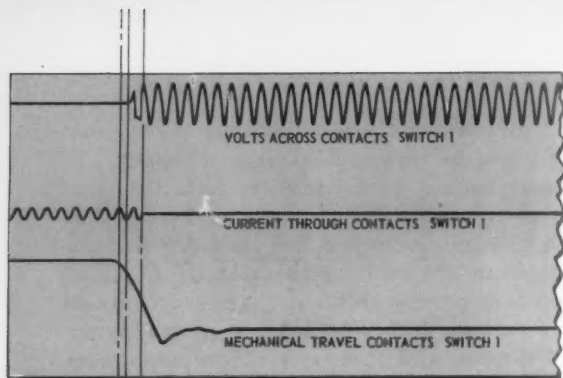 VOLTS ACROSS CONTACTS SWITCH 1
CURRENT THROUGH CONTACTS SWITCH 1
MECHANICAL TRAVEL CONTACTS SWITCH 1